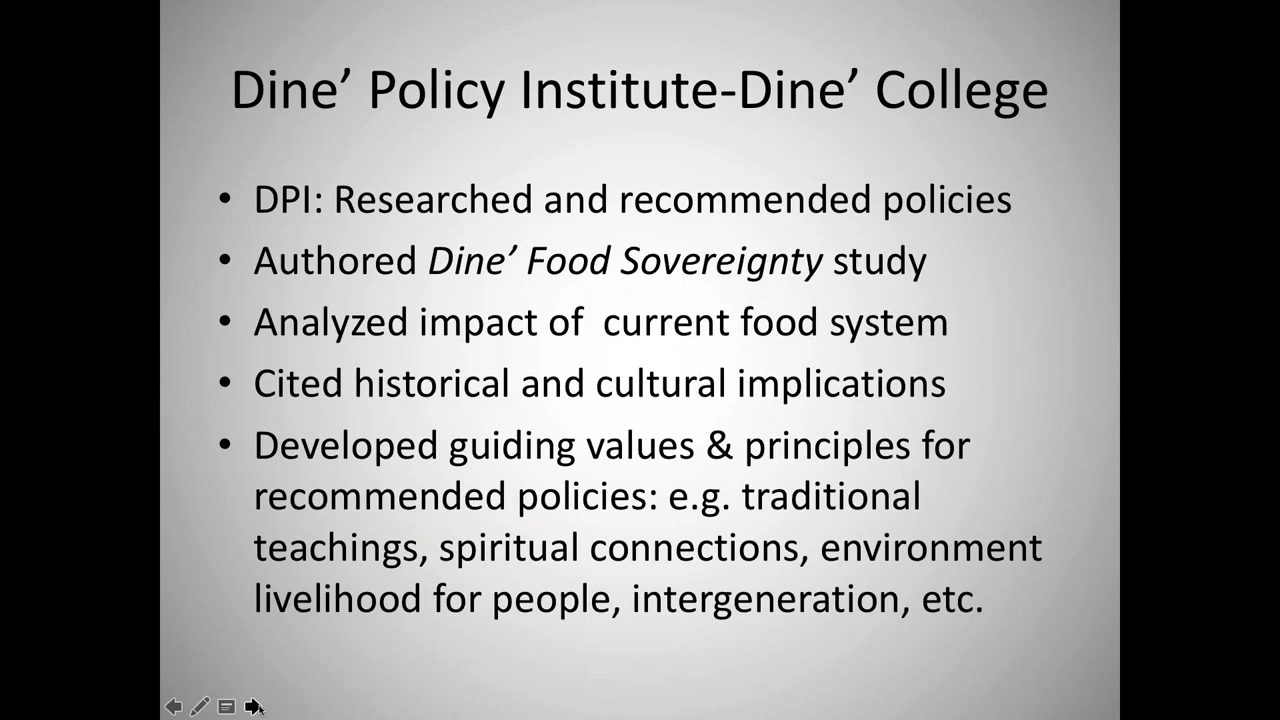 Dine’ Policy Institute-Dine’ College
• DPI: Researched and recommended policies
• Authored Dine’ Food Sovereignty study
• Analyzed impact of  current food system
• Cited historical and cultural implications
• Developed guiding values & principles for
recommended policies: e.g. traditional
teachings, spiritual connections, environment
livelihood for people, intergeneration, etc.